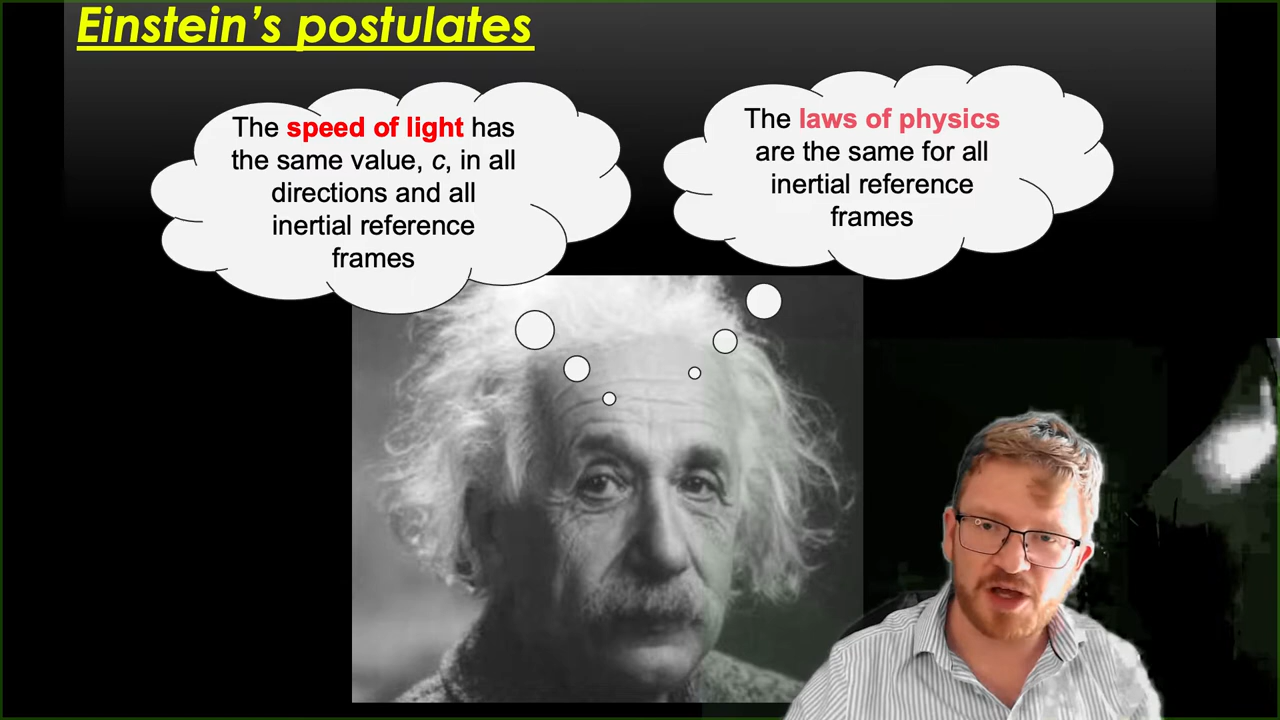 Einstein's postulates
The speed of light has
the same value, c, in all
directions and all
inertial reference
frames
The laws of physics
are the same for all
inertial reference
frames